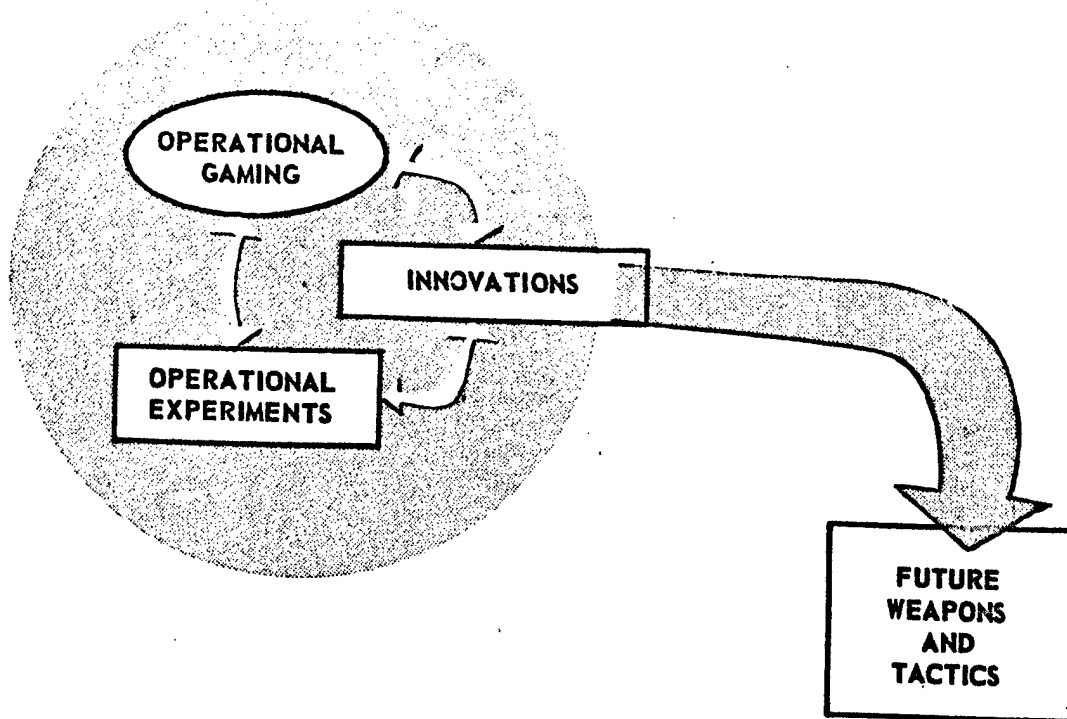 OPERATIONAL
GAMING
INNOVATIONS
OPERATIONAL
EXPERIMENTS
FUTURE
WEAPONS
AND
TACTICS